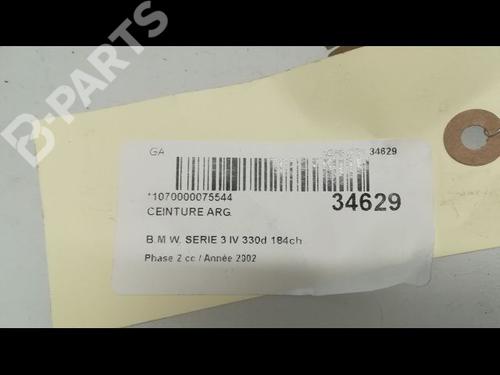 B-PARTS
GA 34629
*1070000075544
34629
CEINTURE ARG.
B.M.W. SERIE 3 IV 330d 184ch
Phase 2 cc / Année 2002